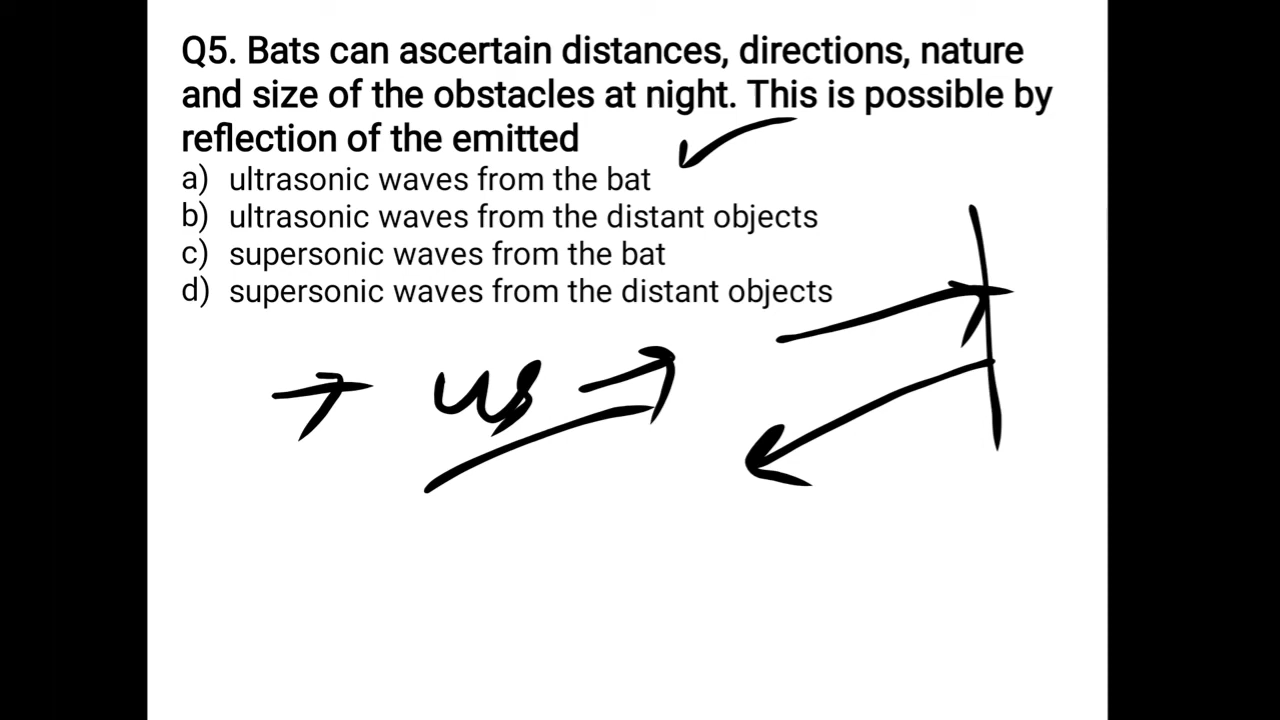 Q5. Bats can ascertain distances, directions, nature
and size of the obstacles at night. This is possible by
reflection of the emitted
a) ultrasonic waves from the bat
b) ultrasonic waves from the distant objects
c) supersonic waves from the bat
d) supersonic waves from the distant objects
us